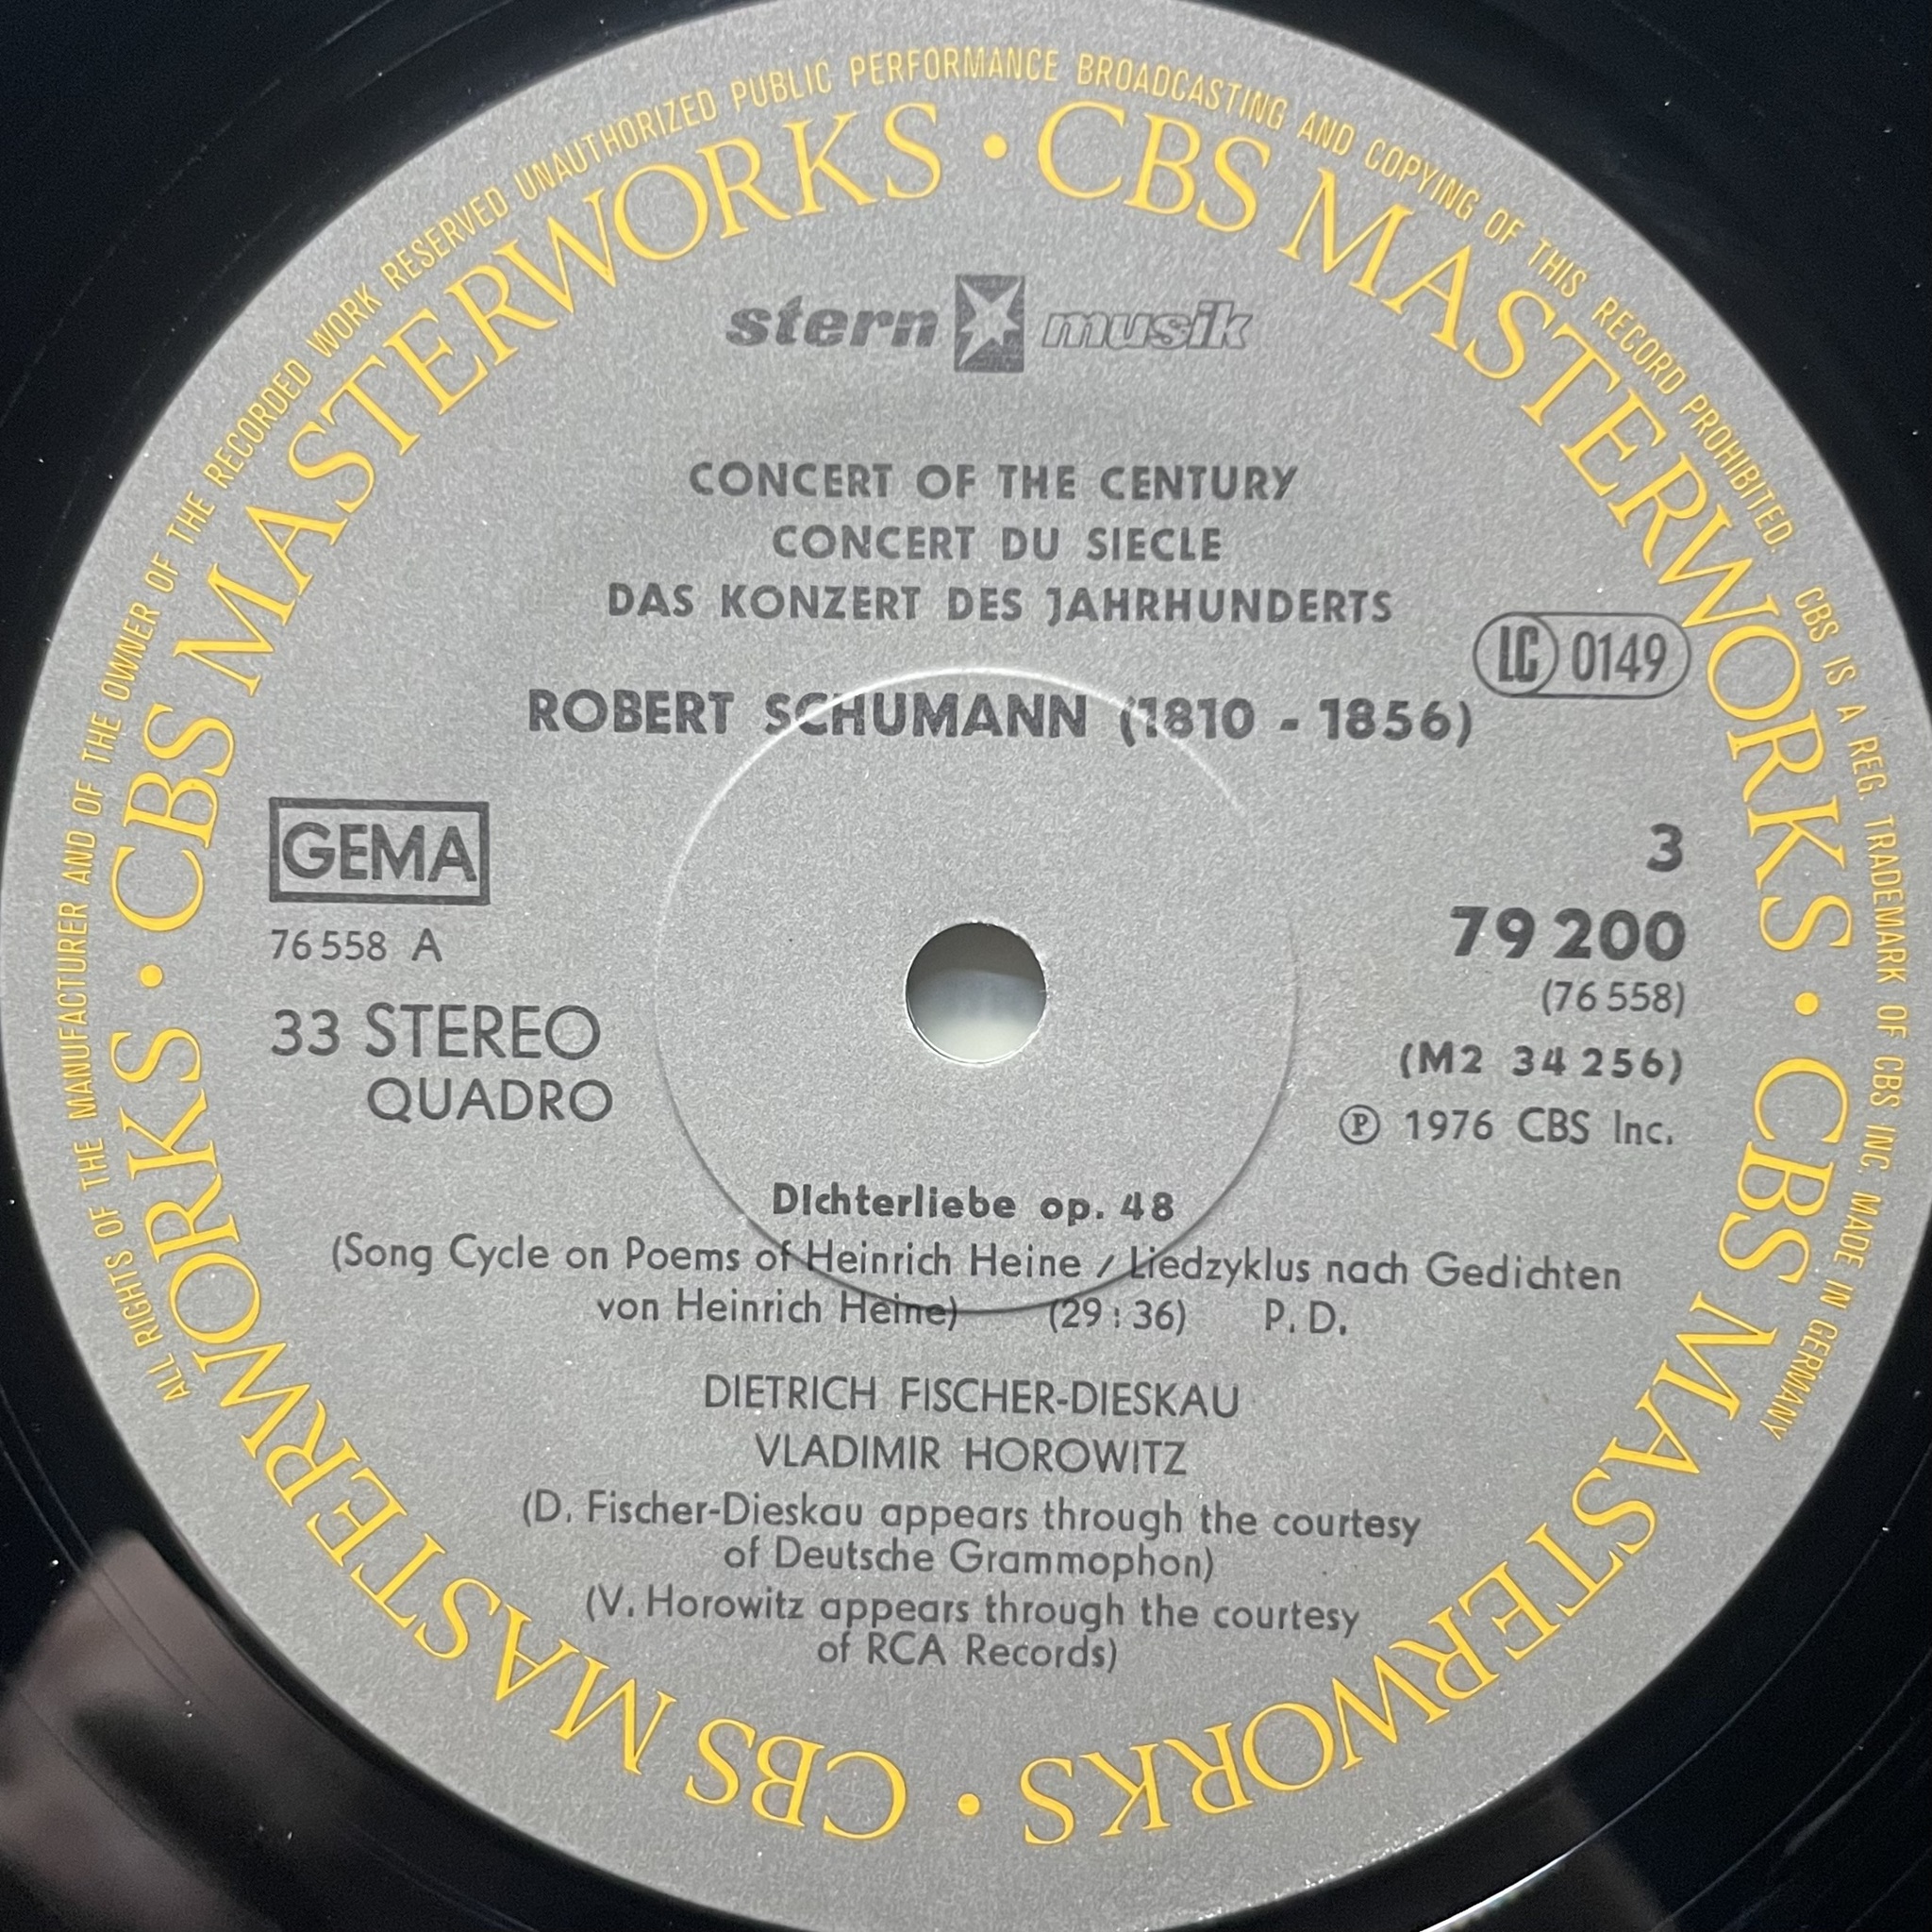 ALL RIGHTS OF THE MANUFACTURER AND OF THE OWNER OF THE RECORDED WORK RESERVED UNAUTHORIZED PUBLIC PERFORMANCE BROADCASTING AND COPYING OF THIS RECORD PROHIBITED. CBS IS A REG. TRADEMARK OF CBS INC. MADE IN GERMANY
CBS MASTERWORKS • CBS MASTERWORKS • CBS MASTERWORKS • CBS MASTERWORKS •
stern musik
CONCERT OF THE CENTURY
CONCERT DU SIECLE
DAS KONZERT DES JAHRHUNDERTS
LC 0149
ROBERT SCHUMANN (1810 - 1856)
GEMA
76 558 A
33 STEREO
QUADRO
3
79 200
(76 558)
(M2 34 256)
Ⓟ 1976 CBS Inc.
DIchterliebe op. 48
(Song Cycle on Poems of Heinrich Heine / Liedzyklus nach Gedichten
von Heinrich Heine) (29 : 36) P. D.
DIETRICH FISCHER-DIESKAU
VLADIMIR HOROWITZ
(D. Fischer-Dieskau appears through the courtesy
of Deutsche Grammophon)
(V. Horowitz appears through the courtesy
of RCA Records)